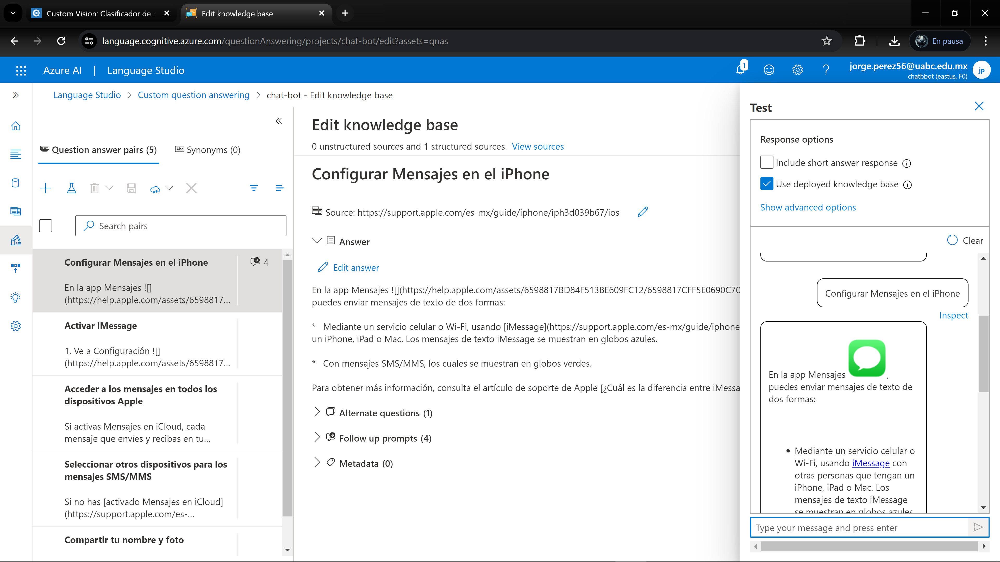 Custom Vision: Clasificador de
Edit knowledge base
language.cognitive.azure.com/questionAnswering/projects/chat-bot/edit?assets=qnas
En pausa
Azure AI | Language Studio
1
jorge.perez56@uabc.edu.mx
chatbbot (eastus, F0)
jp
Language Studio > Custom question answering > chat-bot - Edit knowledge base
Question answer pairs (5)
Abc Synonyms (0)
Search pairs
Configurar Mensajes en el iPhone
4
En la app Mensajes ![]
(https://help.apple.com/assets/6598817...
Activar iMessage
1. Ve a Configuración ![]
(https://help.apple.com/assets/6598817...
Acceder a los mensajes en todos los
dispositivos Apple
Si activas Mensajes en iCloud, cada
mensaje que envíes y recibas en tu...
Seleccionar otros dispositivos para los
mensajes SMS/MMS
Si no has [activado Mensajes en iCloud]
(https://support.apple.com/es-...
Compartir tu nombre y foto
Edit knowledge base
0 unstructured sources and 1 structured sources. View sources
Configurar Mensajes en el iPhone
Source: https://support.apple.com/es-mx/guide/iphone/iph3d039b67/ios
Answer
Edit answer
En la app Mensajes ![](https://help.apple.com/assets/6598817BD84F513BE609FC12/6598817CFF5E0690C70
puedes enviar mensajes de texto de dos formas:
* Mediante un servicio celular o Wi-Fi, usando [iMessage](https://support.apple.com/es-mx/guide/iphone
un iPhone, iPad o Mac. Los mensajes de texto iMessage se muestran en globos azules.
* Con mensajes SMS/MMS, los cuales se muestran en globos verdes.
Para obtener más información, consulta el artículo de soporte de Apple [¿Cuál es la diferencia entre iMessa
Alternate questions (1)
Follow up prompts (4)
Metadata (0)
Test
Response options
Include short answer response
Use deployed knowledge base
Show advanced options
Clear
Configurar Mensajes en el iPhone
Inspect
En la app Mensajes ,
puedes enviar mensajes de texto de
dos formas:
• Mediante un servicio celular o
Wi-Fi, usando iMessage con
otras personas que tengan un
iPhone, iPad o Mac. Los
mensajes de texto iMessage
se muestran en globos azules
Type your message and press enter